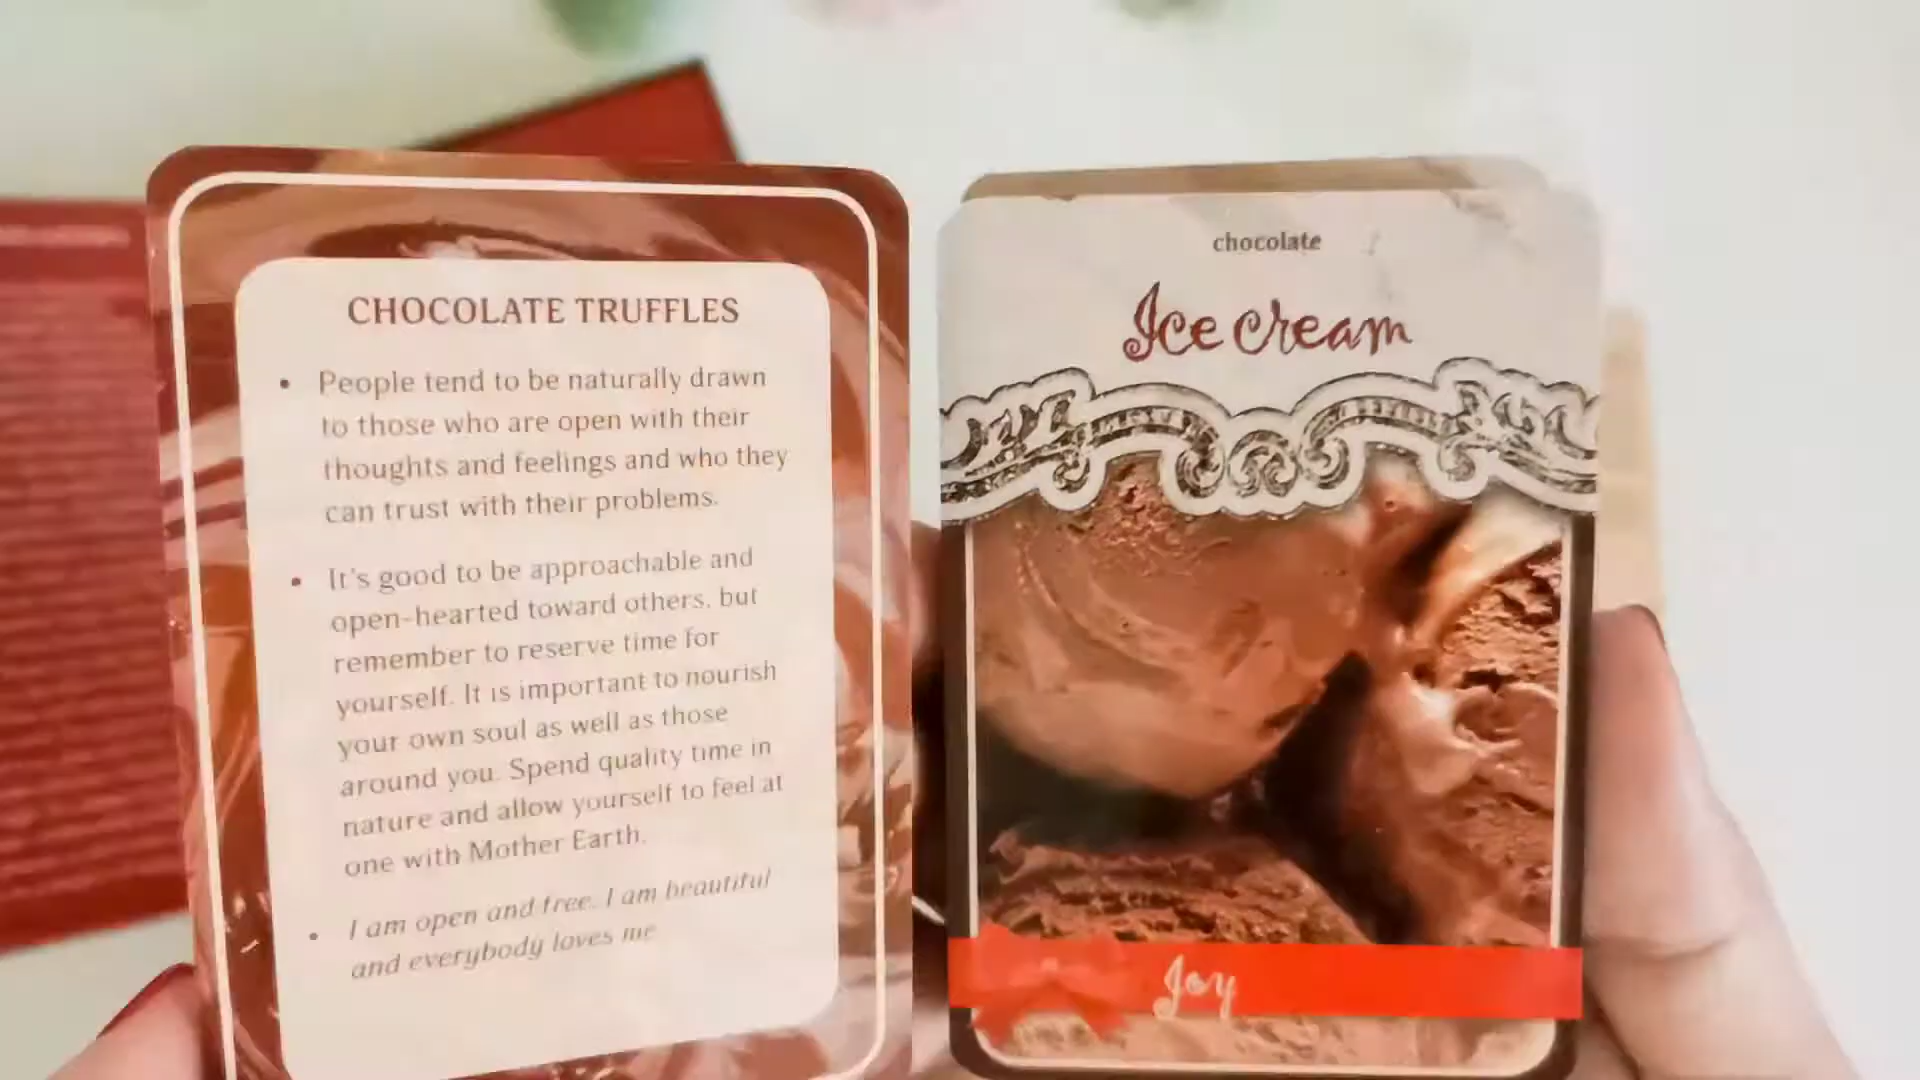 CHOCOLATE TRUFFLES
• People tend to be naturally drawn
to those who are open with their
thoughts and feelings and who they
can trust with their problems.
• It's good to be approachable and
open-hearted toward others, but
remember to reserve time for
yourself. It is important to nourish
your own soul as well as those
around you. Spend quality time in
nature and allow yourself to feel at
one with Mother Earth.
• I am open and free. I am beautiful
and everybody loves me
chocolate
Ice cream
Joy